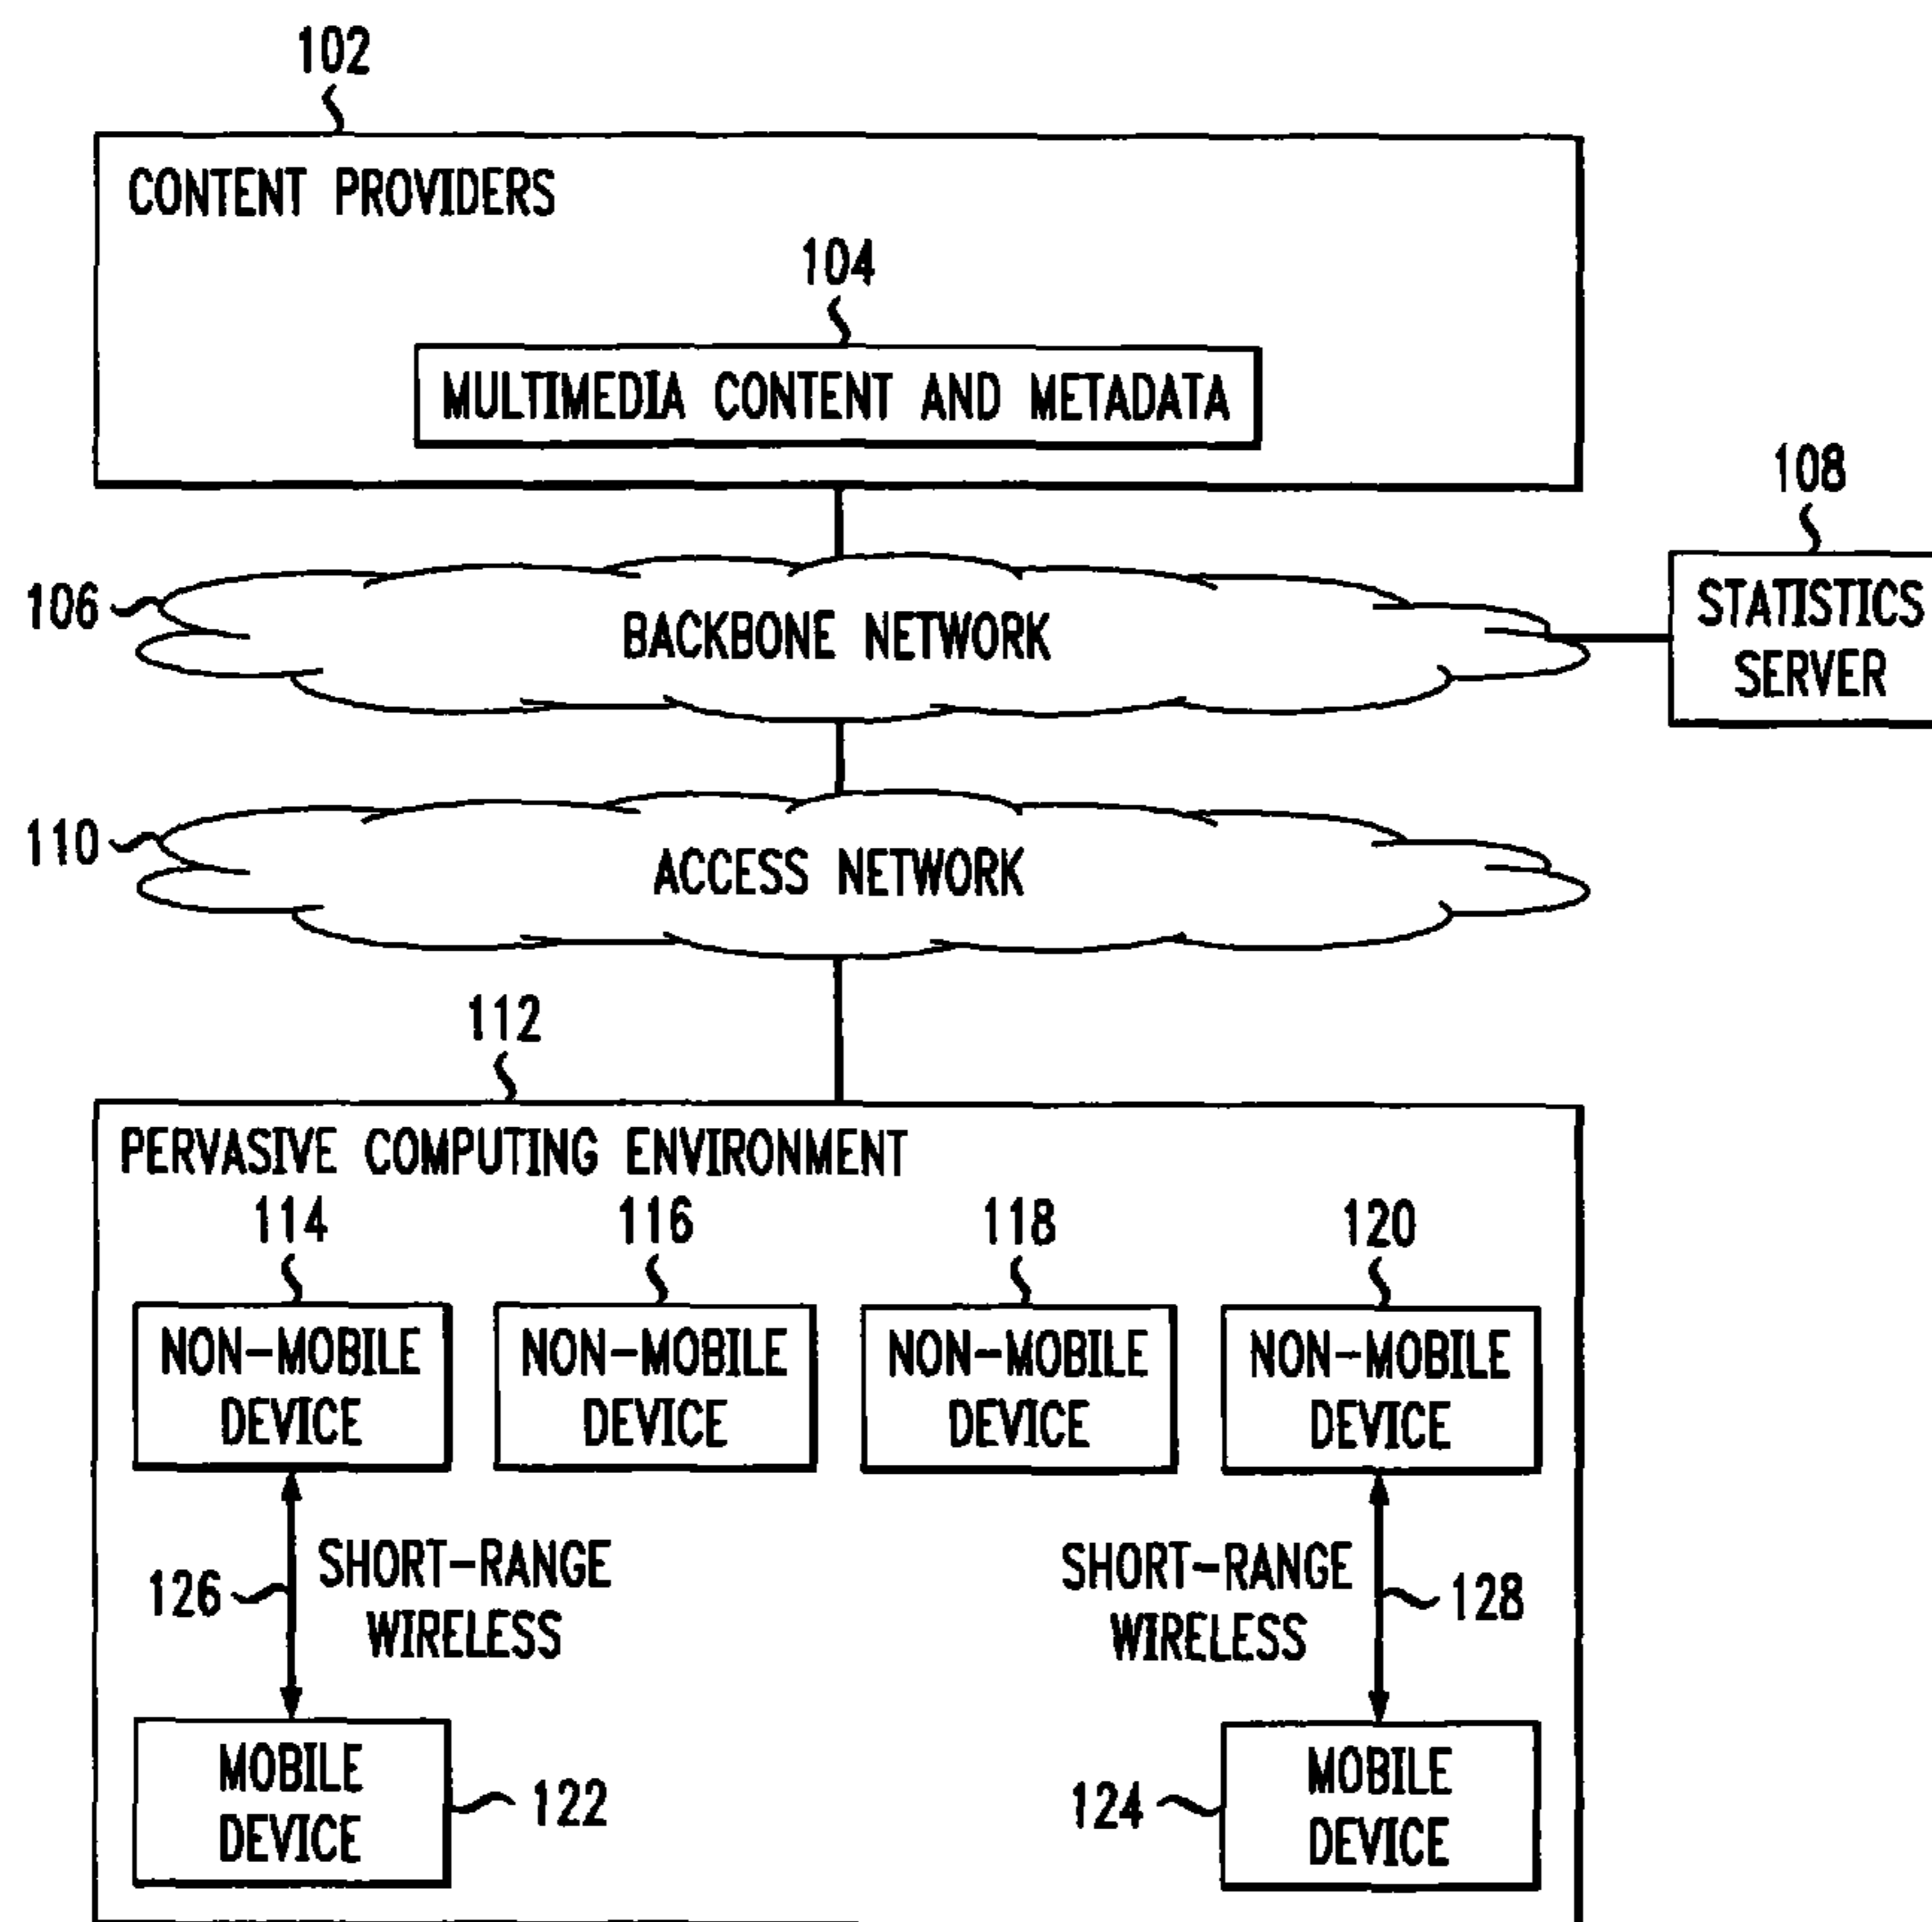 102
CONTENT PROVIDERS
104
MULTIMEDIA CONTENT AND METADATA
108
106
BACKBONE NETWORK
STATISTICS
SERVER
110
ACCESS NETWORK
112
PERVASIVE COMPUTING ENVIRONMENT
114
116
118
120
NON-MOBILE
DEVICE
NON-MOBILE
DEVICE
NON-MOBILE
DEVICE
NON-MOBILE
DEVICE
126
SHORT-RANGE
WIRELESS
SHORT-RANGE
WIRELESS
128
MOBILE
DEVICE
122
124
MOBILE
DEVICE